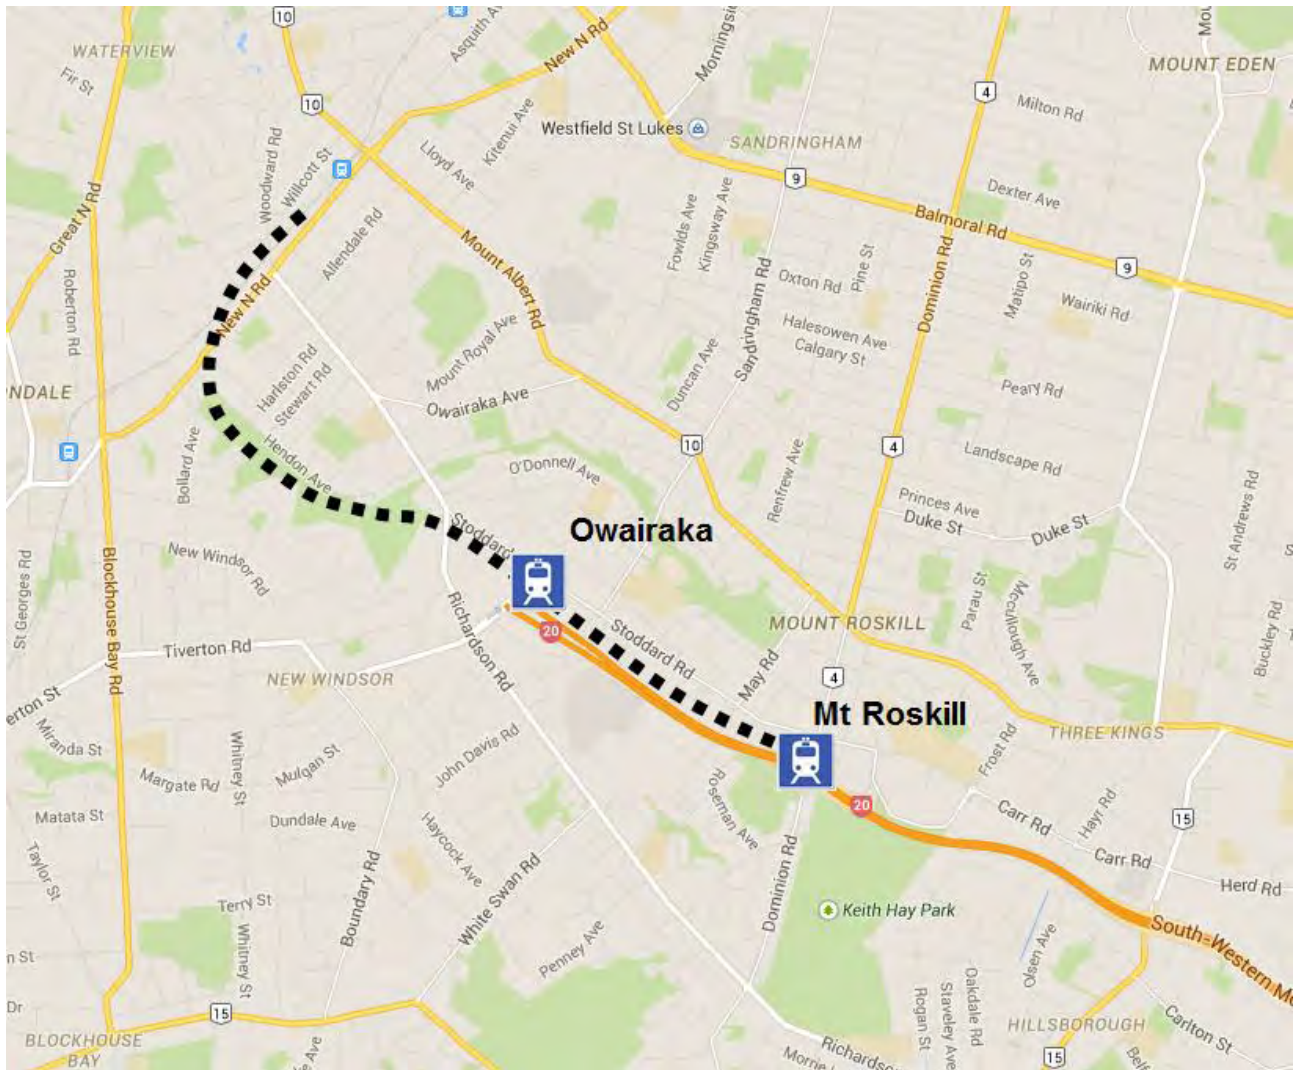 WATERVIEW
Fir St
10
Asquith Av
New N Rd
Morningsid
Mou
MOUNT EDEN
4
Milton Rd
10
Kitenui Ave
Westfield St Lukes
SANDRINGHAM
Woodward Rd
Willcott St
Lloyd Ave
9
Dexter Ave
Great N Rd
Allendale Rd
Mount Albert Rd
Fowlds Ave
Kingsway Ave
Balmoral Rd
Roberton Rd
New N Rd
Sandringham Rd
Oxton Rd
Pine St
Dominion Rd
Matipo St
9
Wairiki Rd
Halesowen Ave
Calgary St
Mount Royal Ave
Harlston Rd
Stewart Rd
Duncan Ave
Peary Rd
NDALE
Owairaka Ave
Bollard Ave
Hendon Ave
O'Donnell Ave
10
Renfrew Ave
4
Landscape Rd
Princes Ave
Duke St
Duke St
St Andrews Rd
Stoddard
Owairaka
New Windsor Rd
St Georges Rd
Blockhouse Bay Rd
Richardson Rd
20
Stoddard Rd
MOUNT ROSKILL
Parau St
Mccullough Ave
Buckley Rd
Tiverton Rd
NEW WINDSOR
May Rd
4
erton St
Mt Roskill
Miranda St
Whitney St
Mulgan St
John Davis Rd
Frost Rd
THREE KINGS
Margate Rd
Roseman Ave
20
Matata St
Dundale Ave
Haycock Ave
Carr Rd
Hayr Rd
15
Taylor St
Carr Rd
Herd Rd
Boundary Rd
White Swan Rd
Dominion Rd
Terry St
Keith Hay Park
South-Western Mo
n St
Whitney St
Penney Ave
Olsen Ave
Dr
15
Rogan St
Staveley Ave
Oakdale Rd
HILLSBOROUGH
Carlton St
BLOCKHOUSE
BAY
e Ave
Morrie
Richardson
15
Belf